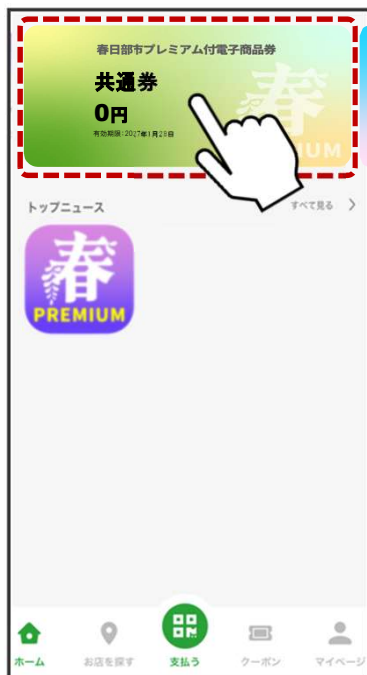 春日部市プレミアム付電子商品券
共通券
0円
有効期限:2027年1月28日
春
UM
トップニュース
すべて見る
春
PREMIUM
ホーム
お店を探す
支払う
クーポン
マイページ